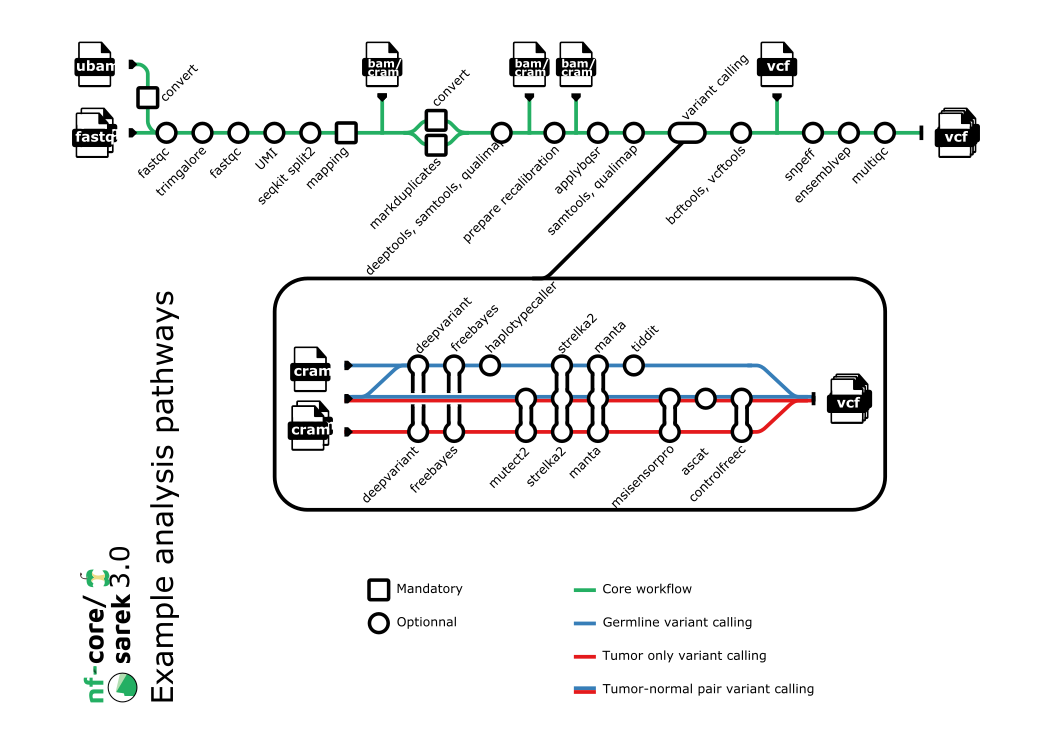 ubam
convert
fastq
fastqc
trimgalore
fastqc
UMI
seqkit split2
mapping
bam/
cram
convert
markduplicates
deeptools, samtools, qualimap
bam/
cram
prepare recalibration
bam/
cram
applybqsr
samtools, qualimap
variant calling
bcftools, vcftools
vcf
snpeff
ensemblvep
multiqc
vcf
deepvariant
freebayes
haplotypecaller
strelka2
manta
tiddit
cram
cram
vcf
deepvariant
freebayes
mutect2
strelka2
manta
msisensorpro
ascat
controlfreec
Mandatory
Optionnal
Core workflow
Germline variant calling
Tumor only variant calling
Tumor-normal pair variant calling
nf-core/
sarek 3.0
Example analysis pathways